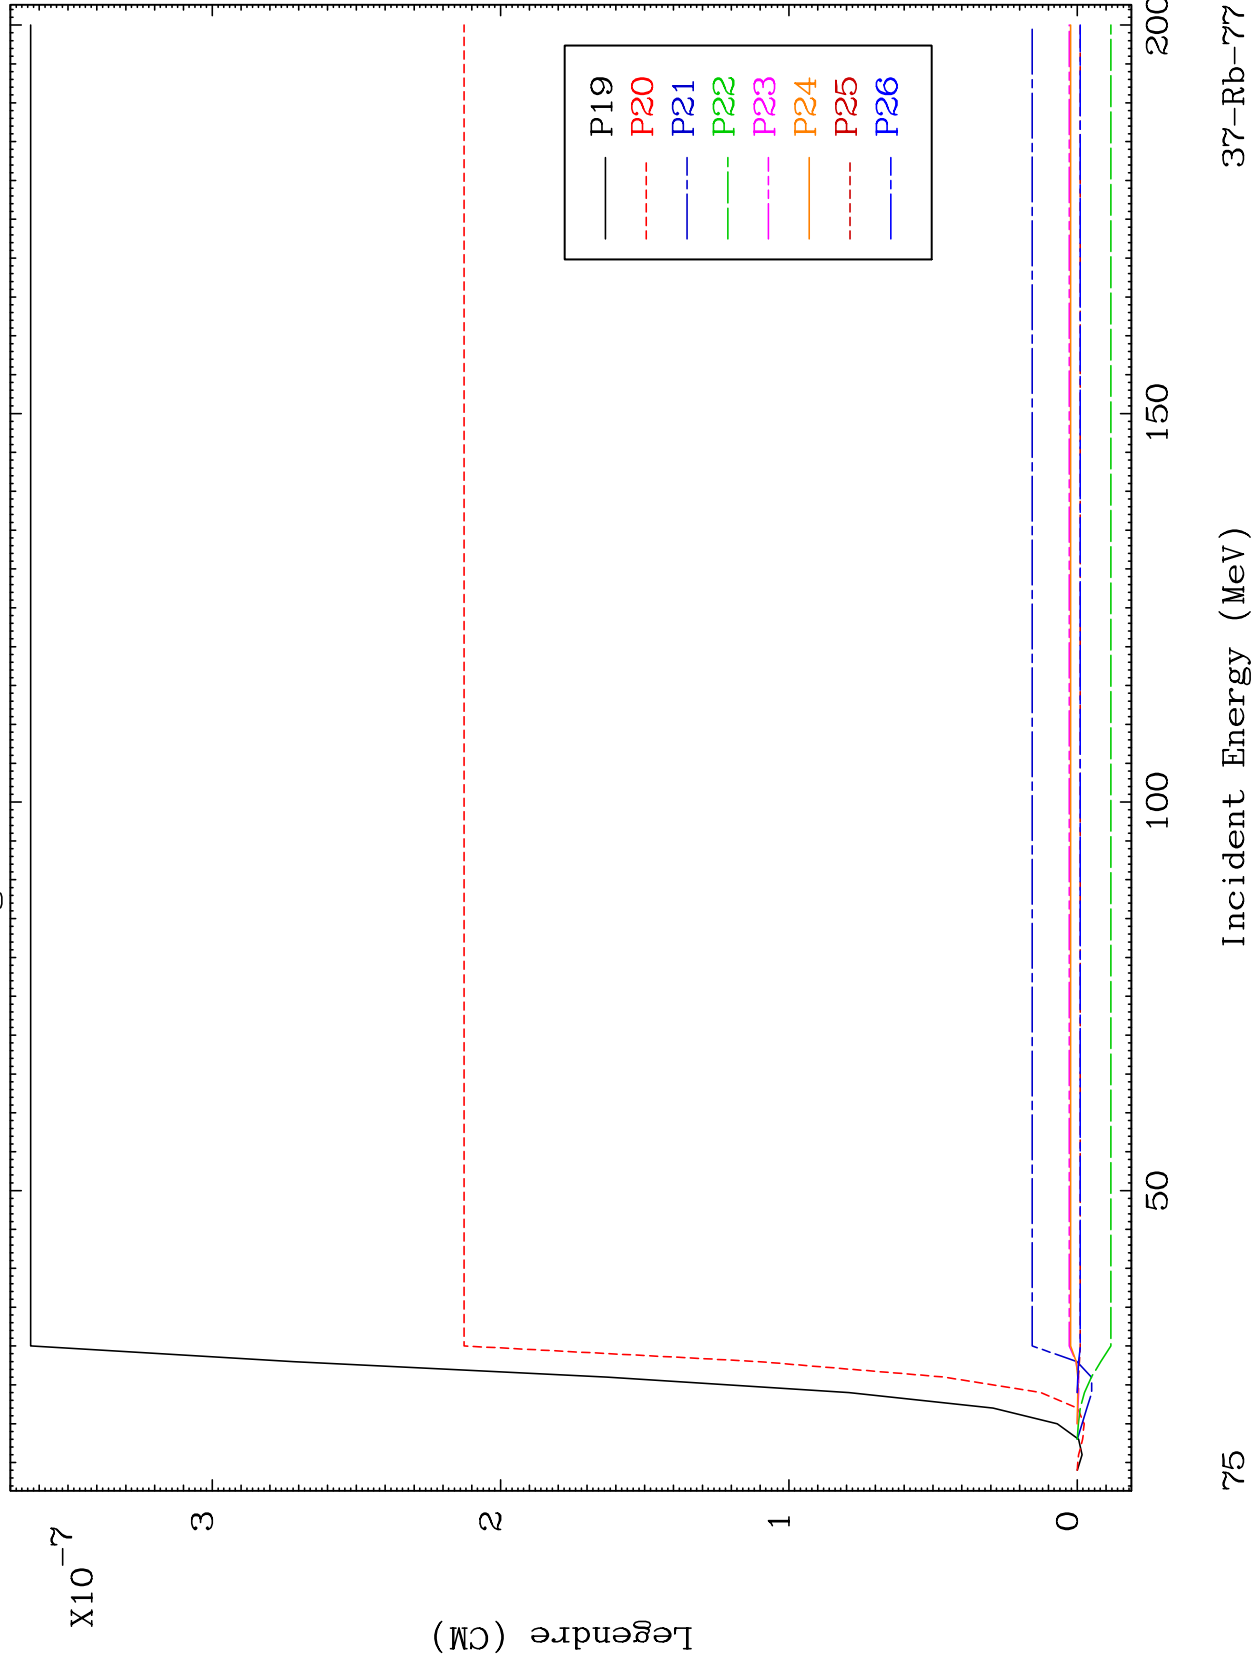 X10-7
Legendre (CM)
3
2
1
0
P19
P20
P21
P22
P23
P24
P25
P26
50
100
150
200
Incident Energy (MeV)
75
37-Rb-77